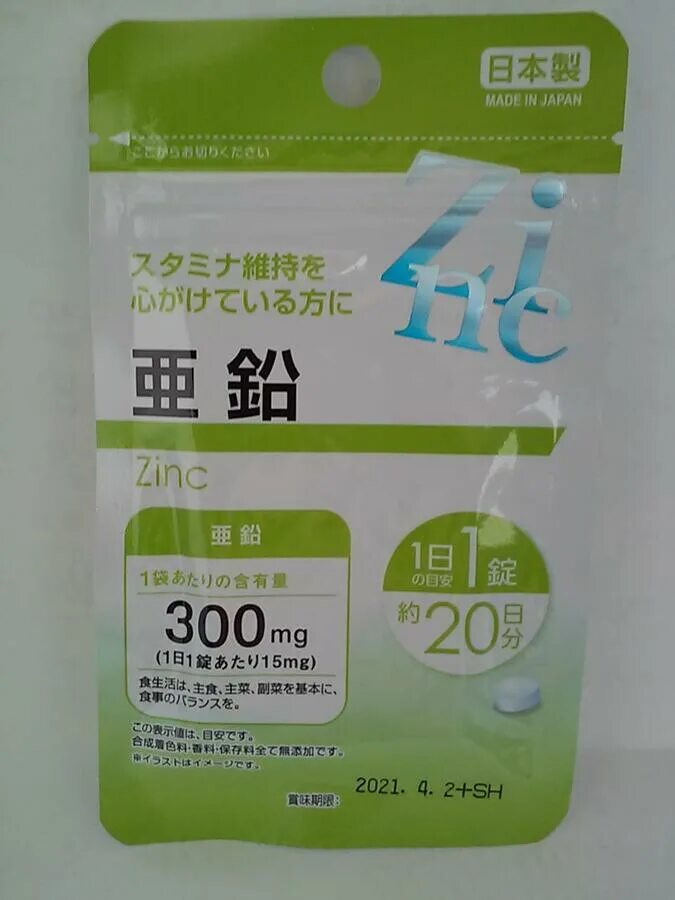 日本製
MADE IN JAPAN
ここからお切りください
Zinc
スタミナ維持を
心がけている方に
亜鉛
Zinc
亜鉛
1袋あたりの含有量
300mg
(1日1錠あたり15mg)
食生活は、主食、主菜、副菜を基本に、
食事のバランスを。
1日の目安1錠
約20日分
この表示値は、目安です。
合成着色料・香料・保存料全て無添加です。
※イラストはイメージです。
賞味期限:
2021. 4. 2+SH